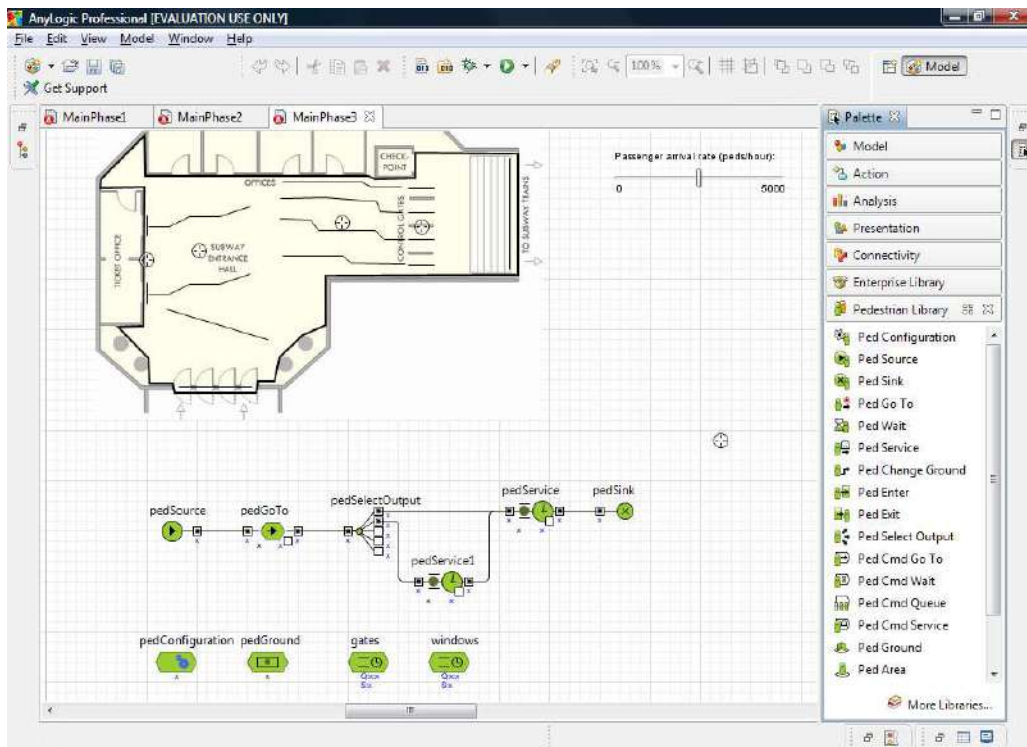 AnyLogic Professional [EVALUATION USE ONLY]
File Edit View Model Window Help
100%
Model
Get Support
MainPhase1
MainPhase2
MainPhase3
OFFICES
CHECK-
POINT
TICKET OFFICE
SUBWAY
ENTRANCE
HALL
CONTROL GATES
TO SUBWAY TRAINS
Passenger arrival rate (peds/hour):
0
5000
pedSource
pedGoTo
pedSelectOutput
pedService
pedSink
pedService1
pedConfiguration
pedGround
gates
windows
Palette
Model
Action
Analysis
Presentation
Connectivity
Enterprise Library
Pedestrian Library
Ped Configuration
Ped Source
Ped Sink
Ped Go To
Ped Wait
Ped Service
Ped Change Ground
Ped Enter
Ped Exit
Ped Select Output
Ped Cmd Go To
Ped Cmd Wait
Ped Cmd Queue
Ped Cmd Service
Ped Ground
Ped Area
More Libraries...